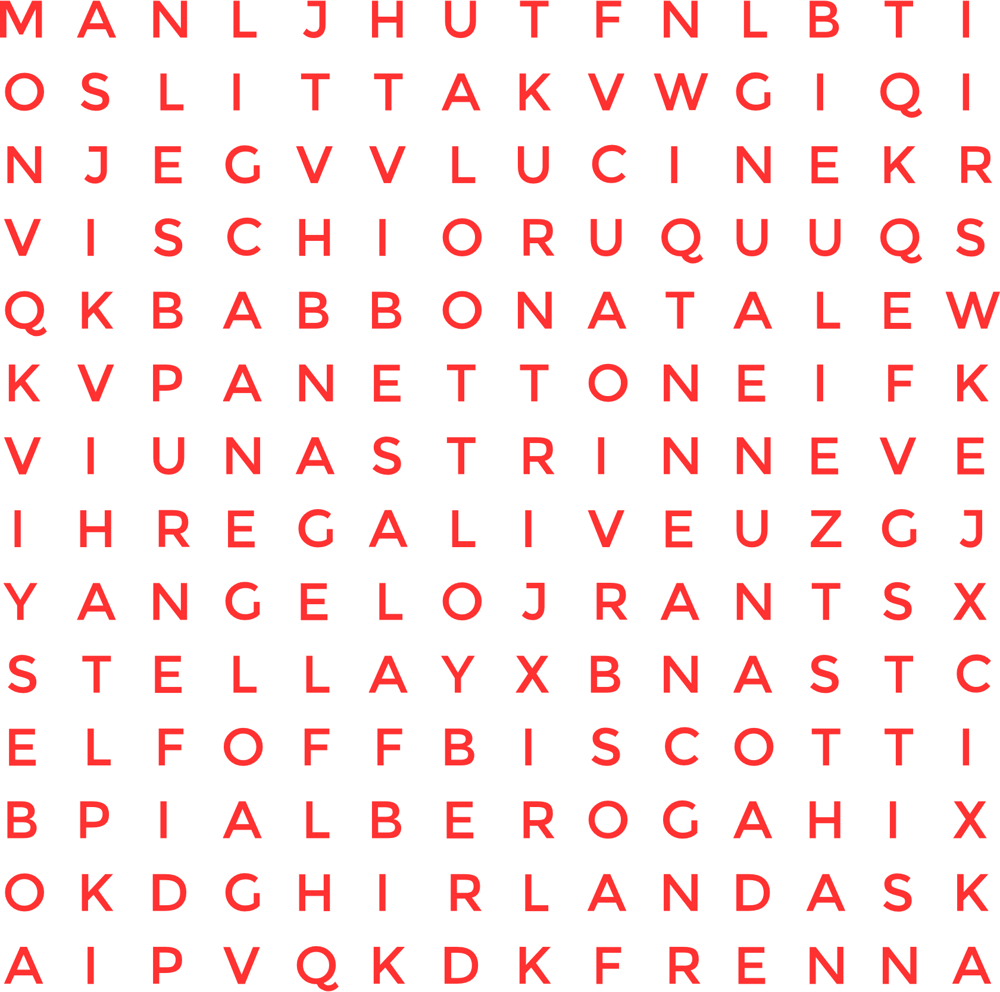 M A N L J H U T F N L B T I
O S L I T T A K V W G I Q I
N J E G V V L U C I N E K R
V I S C H I O R U Q U U Q S
Q K B A B B O N A T A L E W
K V P A N E T T O N E I F K
V I U N A S T R I N N E V E
I H R E G A L I V E U Z G J
Y A N G E L O J R A N T S X
S T E L L A Y X B N A S T C
E L F O F F B I S C O T T I
B P I A L B E R O G A H I X
O K D G H I R L A N D A S K
A I P V Q K D K F R E N N A